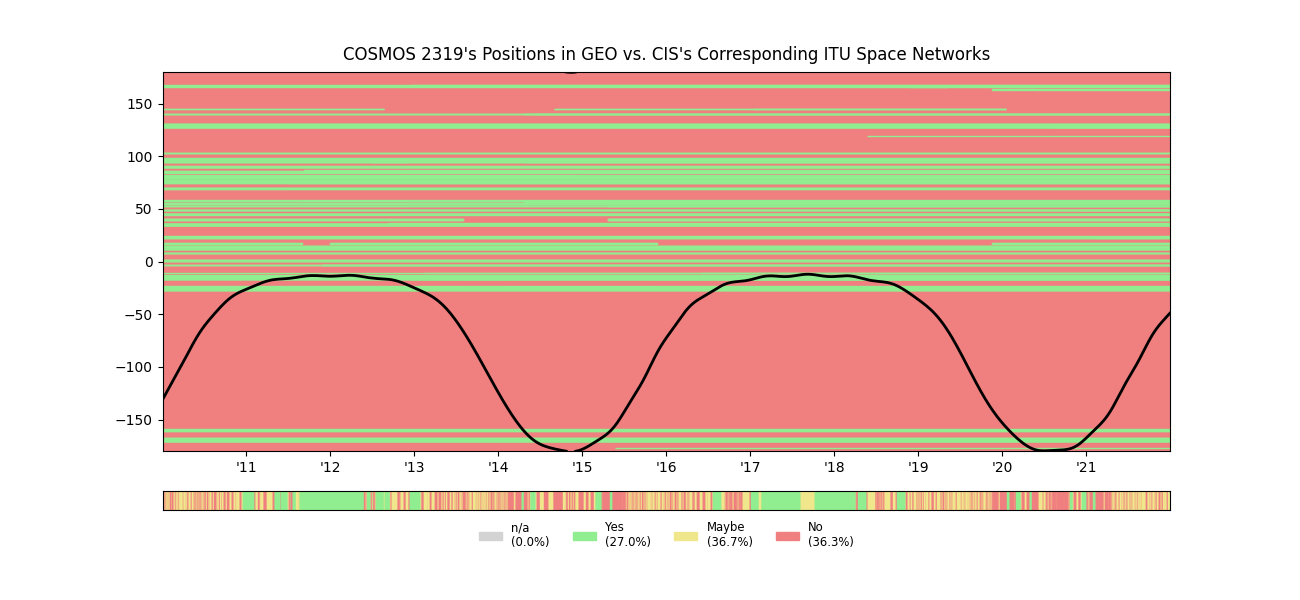 COSMOS 2319's Positions in GEO vs. CIS's Corresponding ITU Space Networks
150
100
50
0
−50
−100
−150
'11 '12 '13 '14 '15 '16 '17 '18 '19 '20 '21
n/a Yes Maybe No
(0.0%) (27.0%) (36.7%) (36.3%)